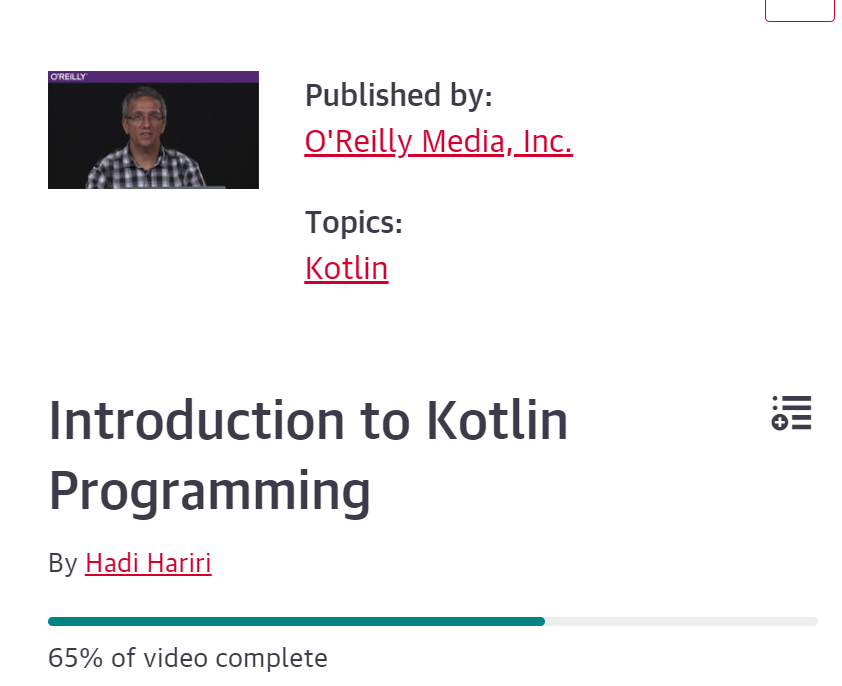 O'REILLY
Published by:
O'Reilly Media, Inc.
Topics:
Kotlin
Introduction to Kotlin
Programming
By Hadi Hariri
65% of video complete